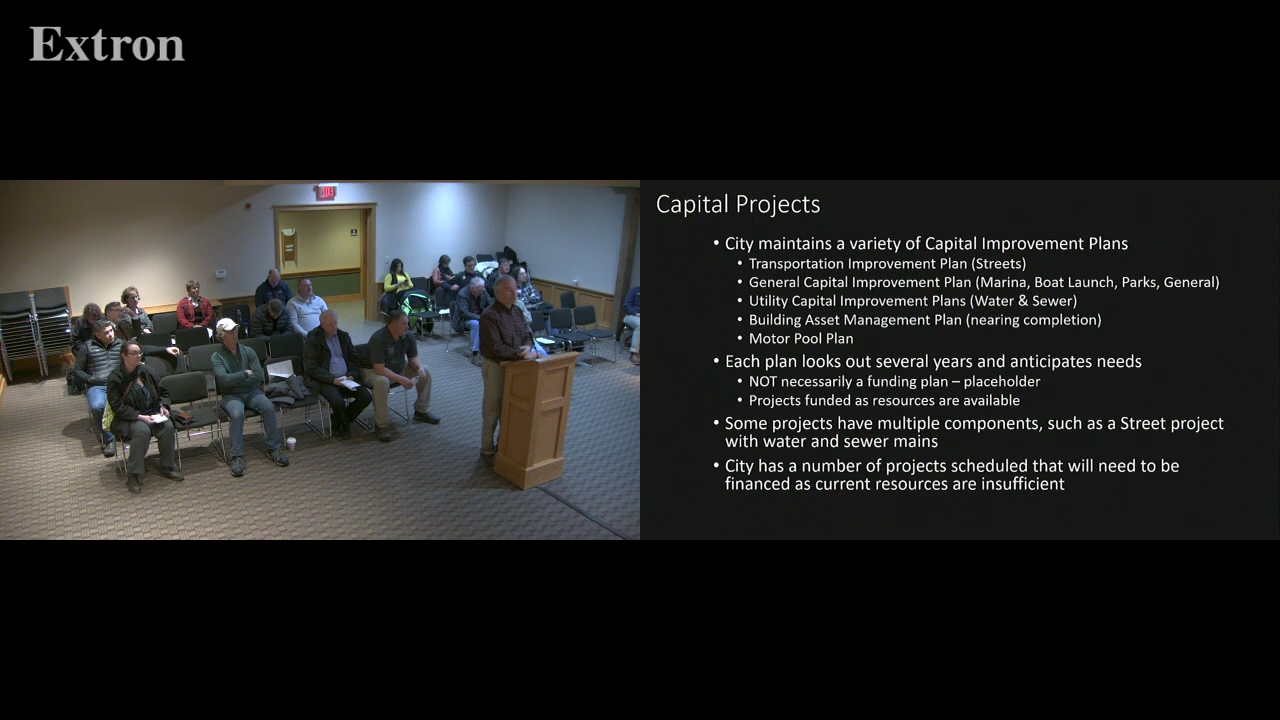 Extron
EXIT
Capital Projects
• City maintains a variety of Capital Improvement Plans
• Transportation Improvement Plan (Streets)
• General Capital Improvement Plan (Marina, Boat Launch, Parks, General)
• Utility Capital Improvement Plans (Water & Sewer)
• Building Asset Management Plan (nearing completion)
• Motor Pool Plan
• Each plan looks out several years and anticipates needs
• NOT necessarily a funding plan – placeholder
• Projects funded as resources are available
• Some projects have multiple components, such as a Street project
with water and sewer mains
• City has a number of projects scheduled that will need to be
financed as current resources are insufficient